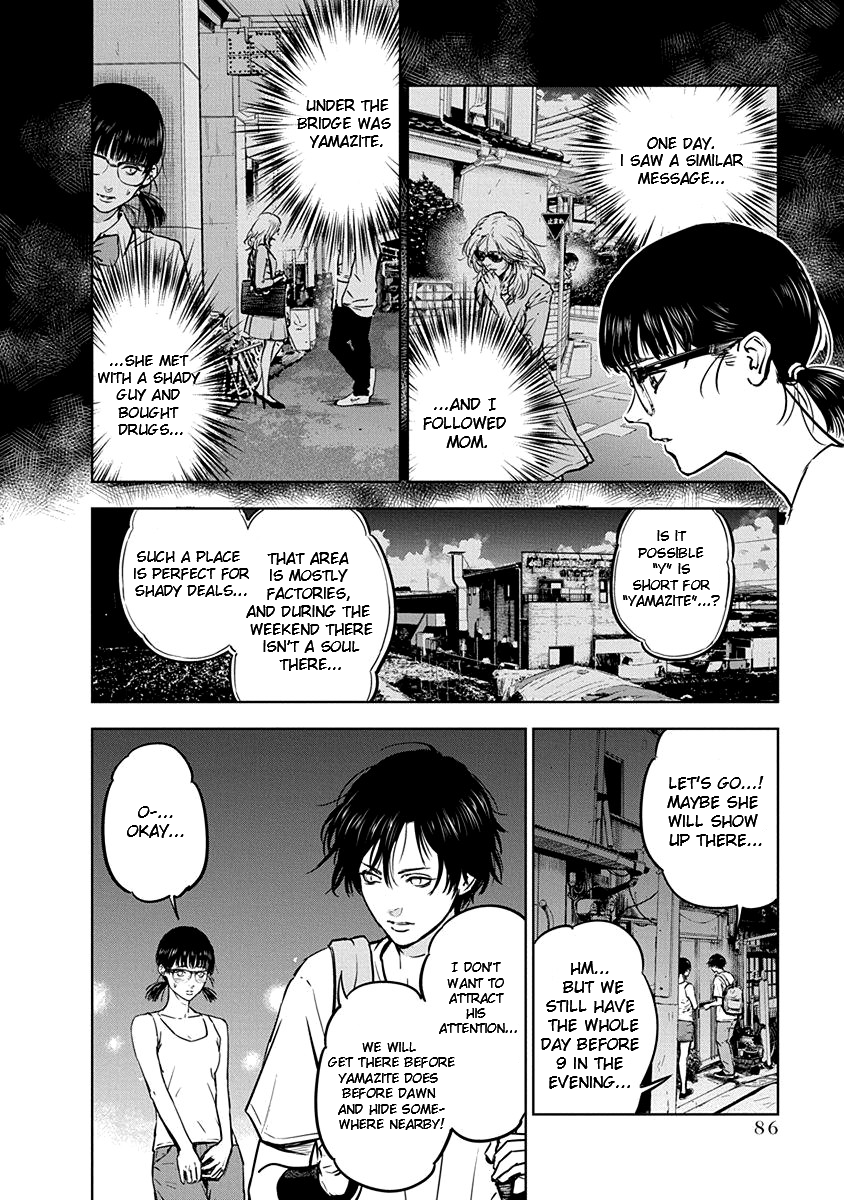 ONE DAY.
I SAW A SIMILAR
MESSAGE...
止まれ
...AND I
FOLLOWED
MOM.
UNDER THE
BRIDGE WAS
YAMAZITE.
...SHE MET
WITH A SHADY
GUY AND
BOUGHT
DRUGS...
IS IT
POSSIBLE
"Y" IS
SHORT FOR
"YAMAZITE"...?
THAT AREA
IS MOSTLY
FACTORIES,
AND DURING THE
WEEKEND THERE
ISN'T A SOUL
THERE...
SUCH A PLACE
IS PERFECT FOR
SHADY DEALS...
LET'S GO...!
MAYBE SHE
WILL SHOW
UP THERE...
HM...
BUT WE
STILL HAVE
THE WHOLE
DAY BEFORE
9 IN THE
EVENING...
I DON'T
WANT TO
ATTRACT
HIS
ATTENTION...
WE WILL
GET THERE BEFORE
YAMAZITE DOES
BEFORE DAWN
AND HIDE SOME-
WHERE NEARBY!
O-...
OKAY...
86